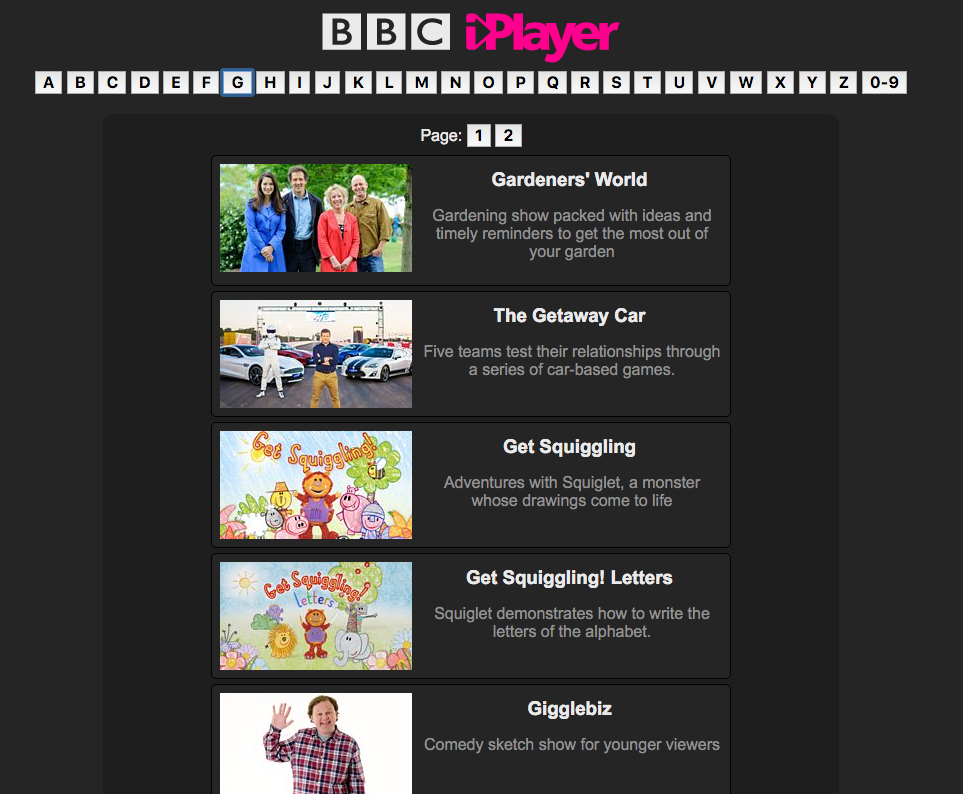 BBC iPlayer
A B C D E F G H I J K L M N O P Q R S T U V W X Y Z 0-9
Page: 1 2
Gardeners' World
Gardening show packed with ideas and
timely reminders to get the most out of
your garden
The Getaway Car
Five teams test their relationships through
a series of car-based games.
Get Squiggling!
Get Squiggling
Adventures with Squiglet, a monster
whose drawings come to life
Get Squiggling!
Letters
Get Squiggling! Letters
Squiglet demonstrates how to write the
letters of the alphabet.
Gigglebiz
Comedy sketch show for younger viewers